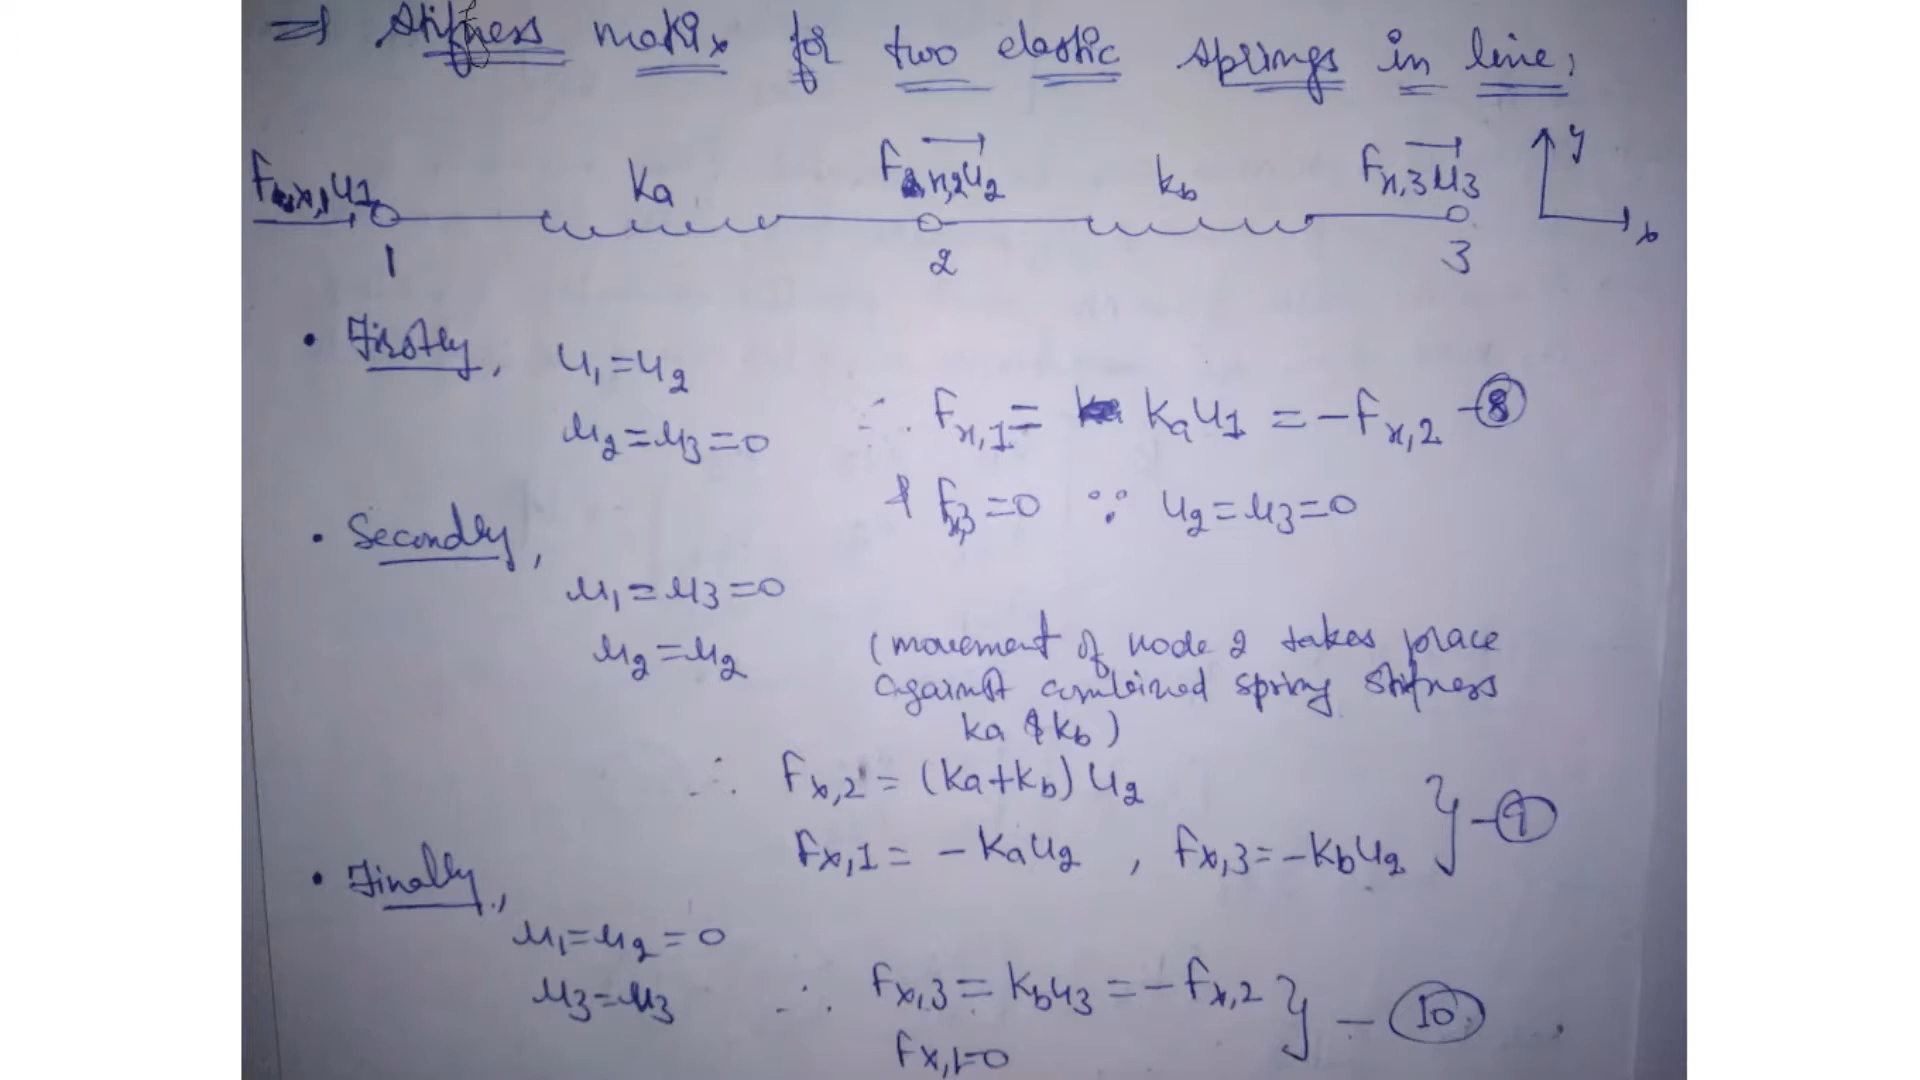 ⇒ Stiffness matrix for two elastic springs in line:
Fx,1 u1 ka Fx,2 u2 kb Fx,3 u3 y
x
1 2 3
• Firstly, u1 = u2
∴ Fx,1 = ka u1 = -Fx,2 - 8
u2 = u3 = 0
& Fx,3 = 0 ∵ u2 = u3 = 0
• Secondly,
u1 = u3 = 0
u2 = u2 (movement of node 2 takes place
against combined spring stifness
ka & kb)
∴ Fx,2 = (ka + kb) u2
Fx,1 = - ka u2 , Fx,3 = - kb u2 } - 9
• Finally,
u1 = u2 = 0
u3 = u3 ∴ Fx,3 = kb u3 = - Fx,2 } - 10
Fx,1 = 0